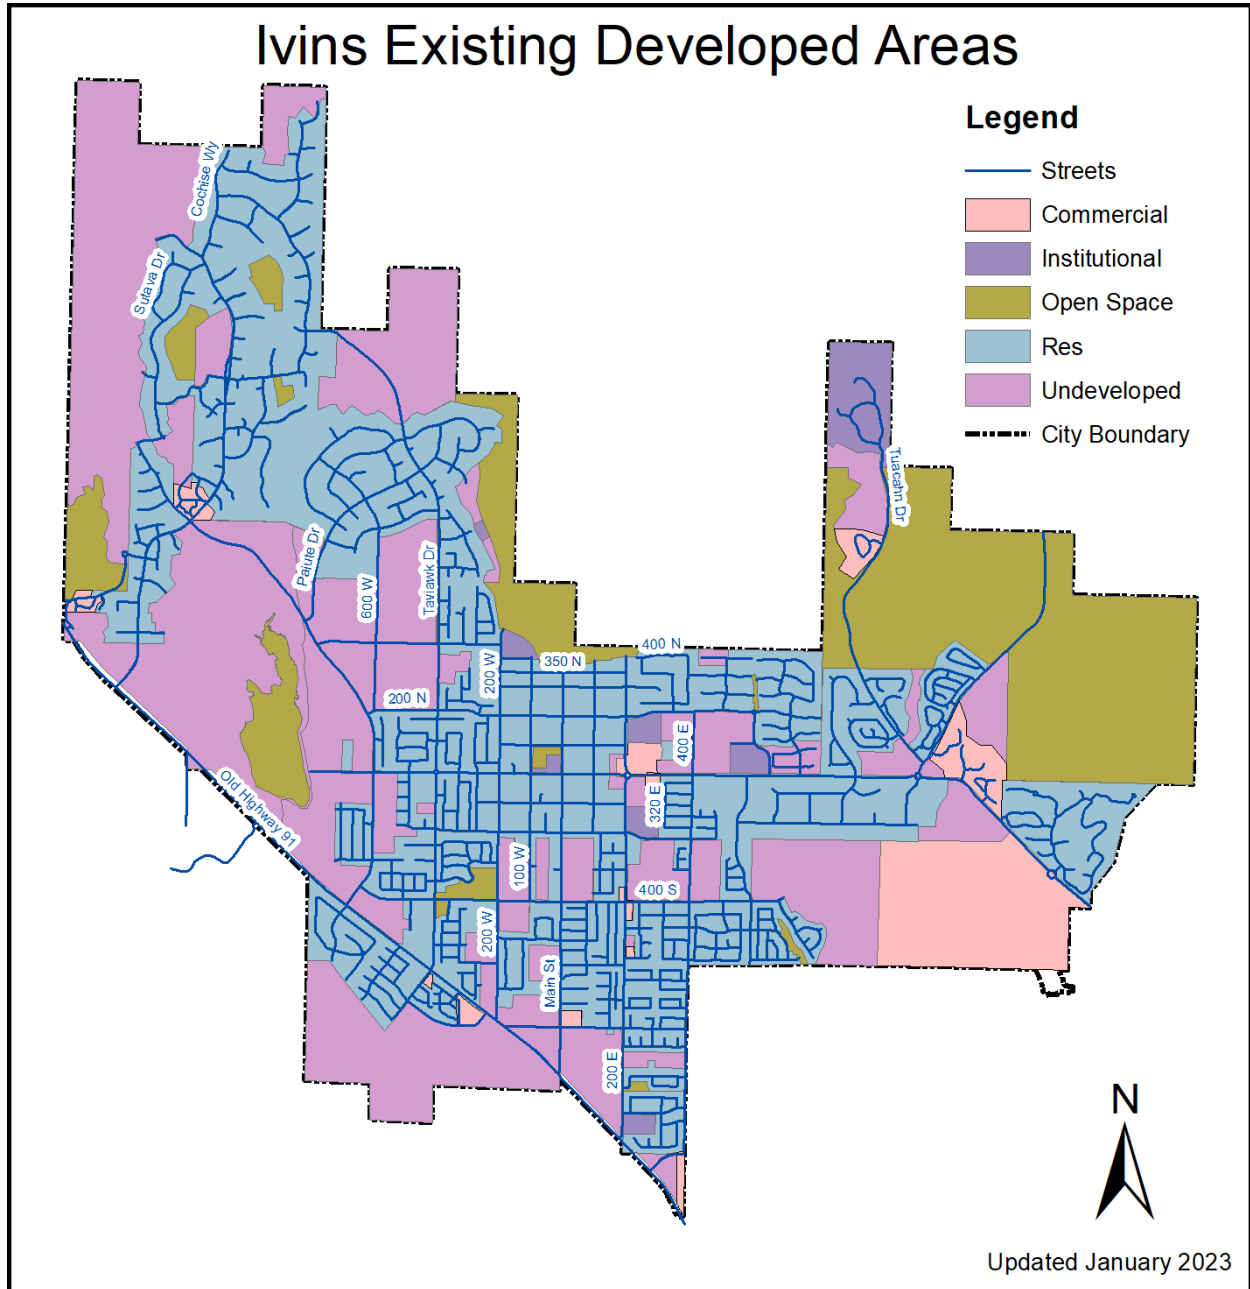 Ivins Existing Developed Areas
Legend
Streets
Commercial
Institutional
Open Space
Res
Undeveloped
City Boundary
Cochise Wy
Sutava Dr
Tuacahn Dr
Paiute Dr
600 W
Taviawk Dr
400 N
350 N
200 W
200 N
400 E
320 E
Old Highway 91
100 W
400 S
200 W
Main St
200 E
N
Updated January 2023